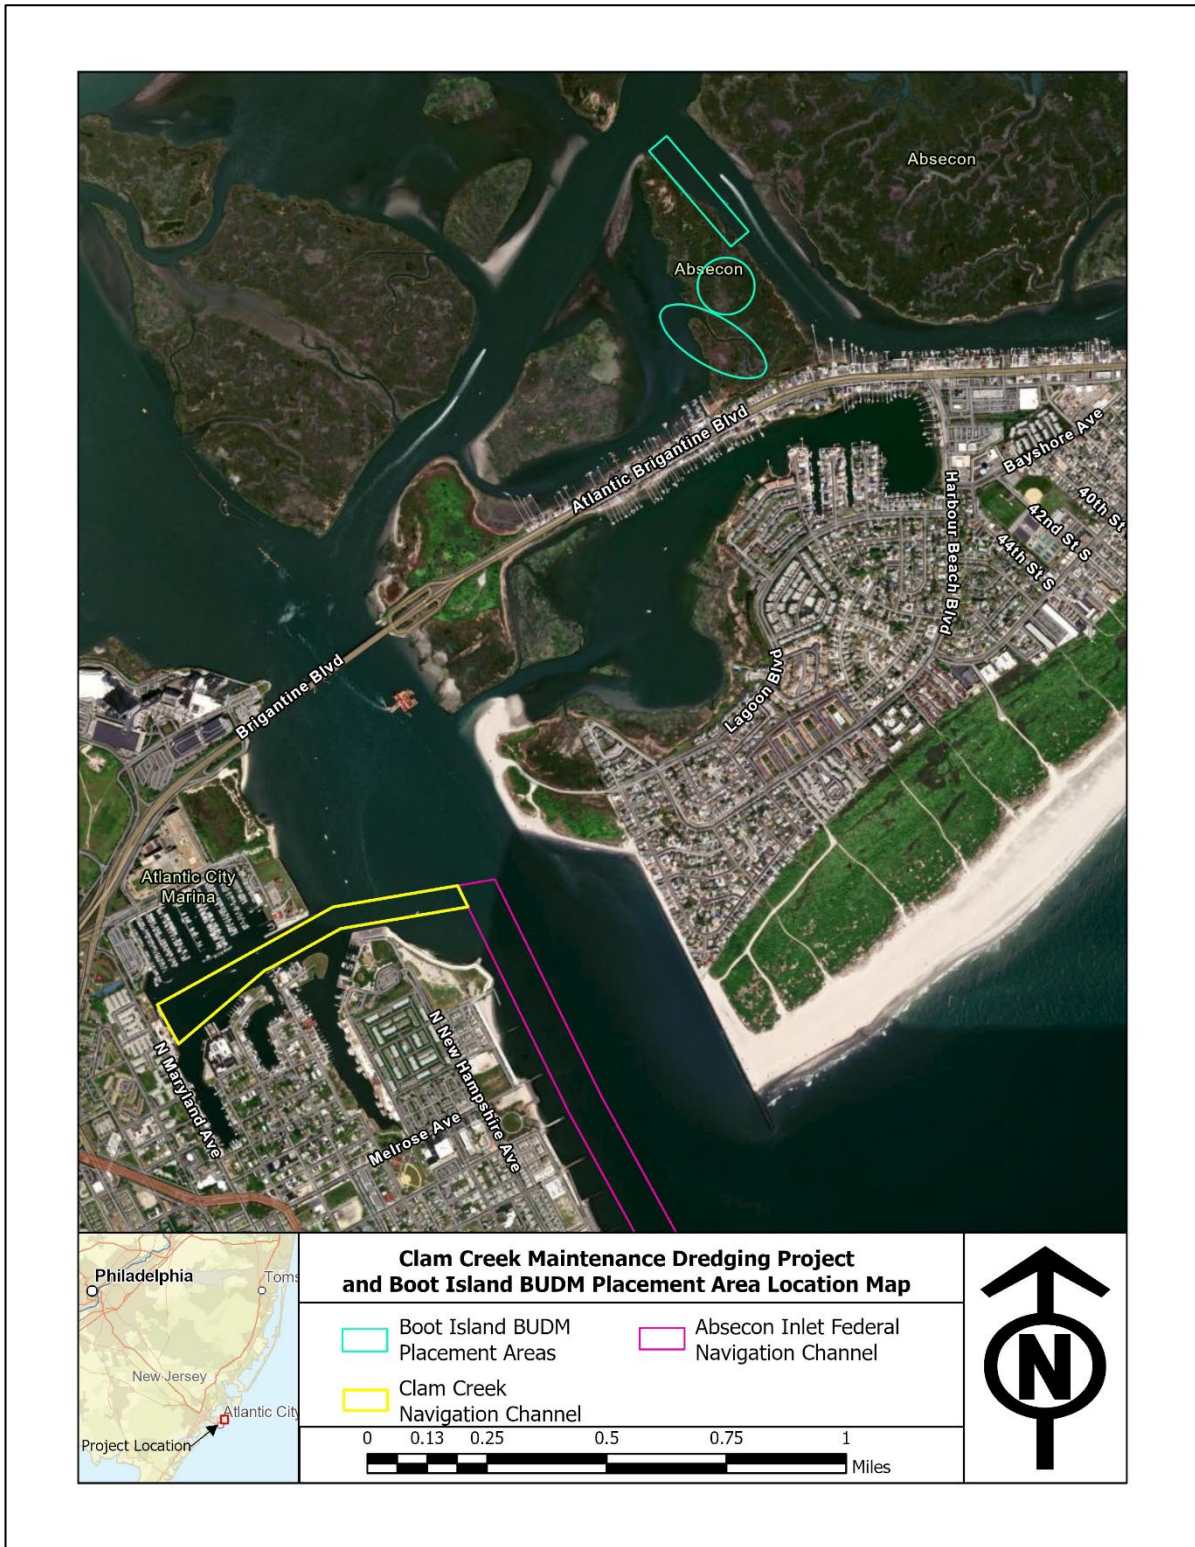 Absecon
Absecon
Atlantic Brigantine Blvd
Bayshore Ave
40th St
42nd St S
44th St S
Harbour Beach Blvd
Lagoon Blvd
Brigantine Blvd
Atlantic City
Marina
N Maryland Ave
N New Hampshire Ave
Melrose Ave
Philadelphia
Toms
New Jersey
Atlantic City
Project Location
Clam Creek Maintenance Dredging Project
and Boot Island BUDM Placement Area Location Map
Boot Island BUDM
Placement Areas
Absecon Inlet Federal
Navigation Channel
Clam Creek
Navigation Channel
0 0.13 0.25 0.5 0.75 1
Miles
N